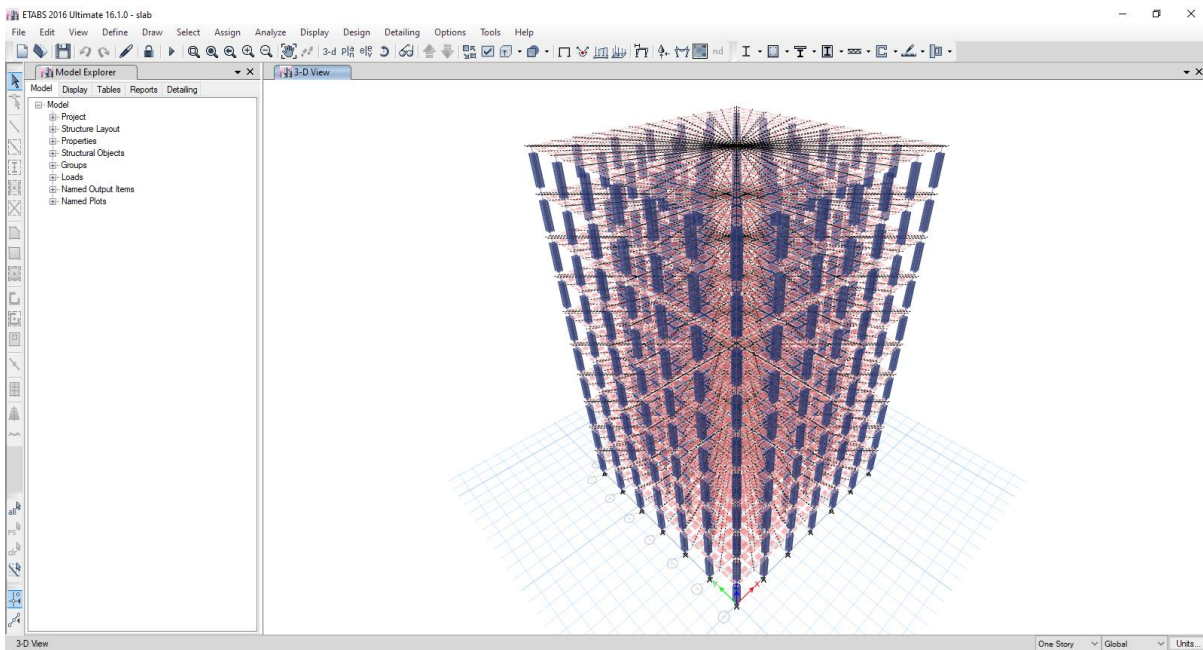 ETABS 2016 Ultimate 16.1.0 - slab
File Edit View Define Draw Select Assign Analyze Display Design Detailing Options Tools Help
3-d
nd
Model Explorer
3-D View
Model Display Tables Reports Detailing
Model
Project
Structure Layout
Properties
Structural Objects
Groups
Loads
Named Output Items
Named Plots
all
ps
clr
X
Y
3-D View
One Story
Global
Units...